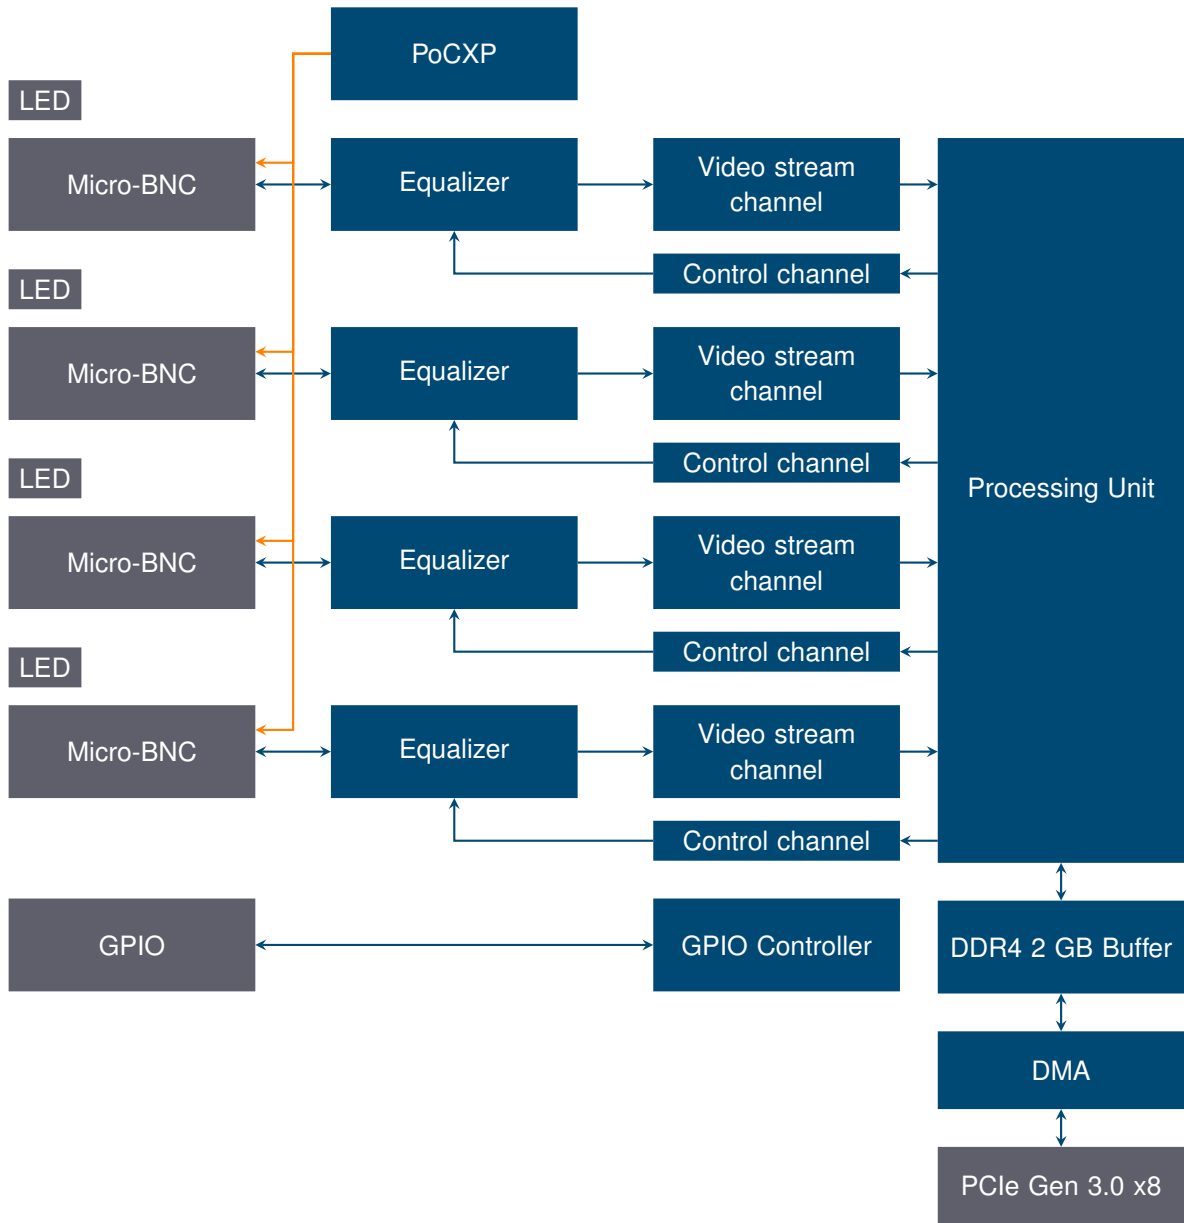 PoCXP
LED
Micro-BNC
Equalizer
Video stream
channel
Control channel
LED
Micro-BNC
Equalizer
Video stream
channel
Control channel
Processing Unit
LED
Micro-BNC
Equalizer
Video stream
channel
Control channel
LED
Micro-BNC
Equalizer
Video stream
channel
Control channel
GPIO
GPIO Controller
DDR4 2 GB Buffer
DMA
PCIe Gen 3.0 x8